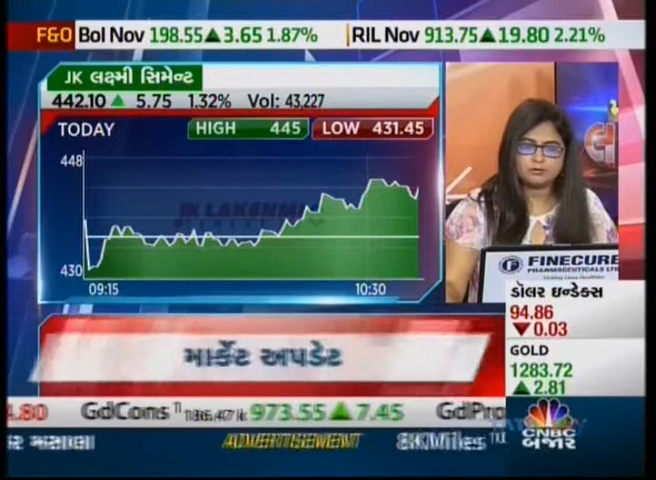 F&O Bol Nov 198.55 ▲ 3.65 1.87% RIL Nov 913.75 ▲ 19.80 2.21%
JK લક્ષ્મી સિમેન્ટ
442.10 ▲ 5.75 1.32% Vol: 43,227
TODAY HIGH 445 LOW 431.45
448
430
09:15 10:30
FINECURE
PHARMACEUTICALS LTD
ડૉલર ઇન્ડેક્સ
94.86
▼ 0.03
GOLD
1283.72
▲ 2.81
માર્કેટ અપડેટ
.80 GdCons 973.55 ▲ 7.45 GdPro
ADVERTISEMENT 8KMiles
CNBC
બજાર